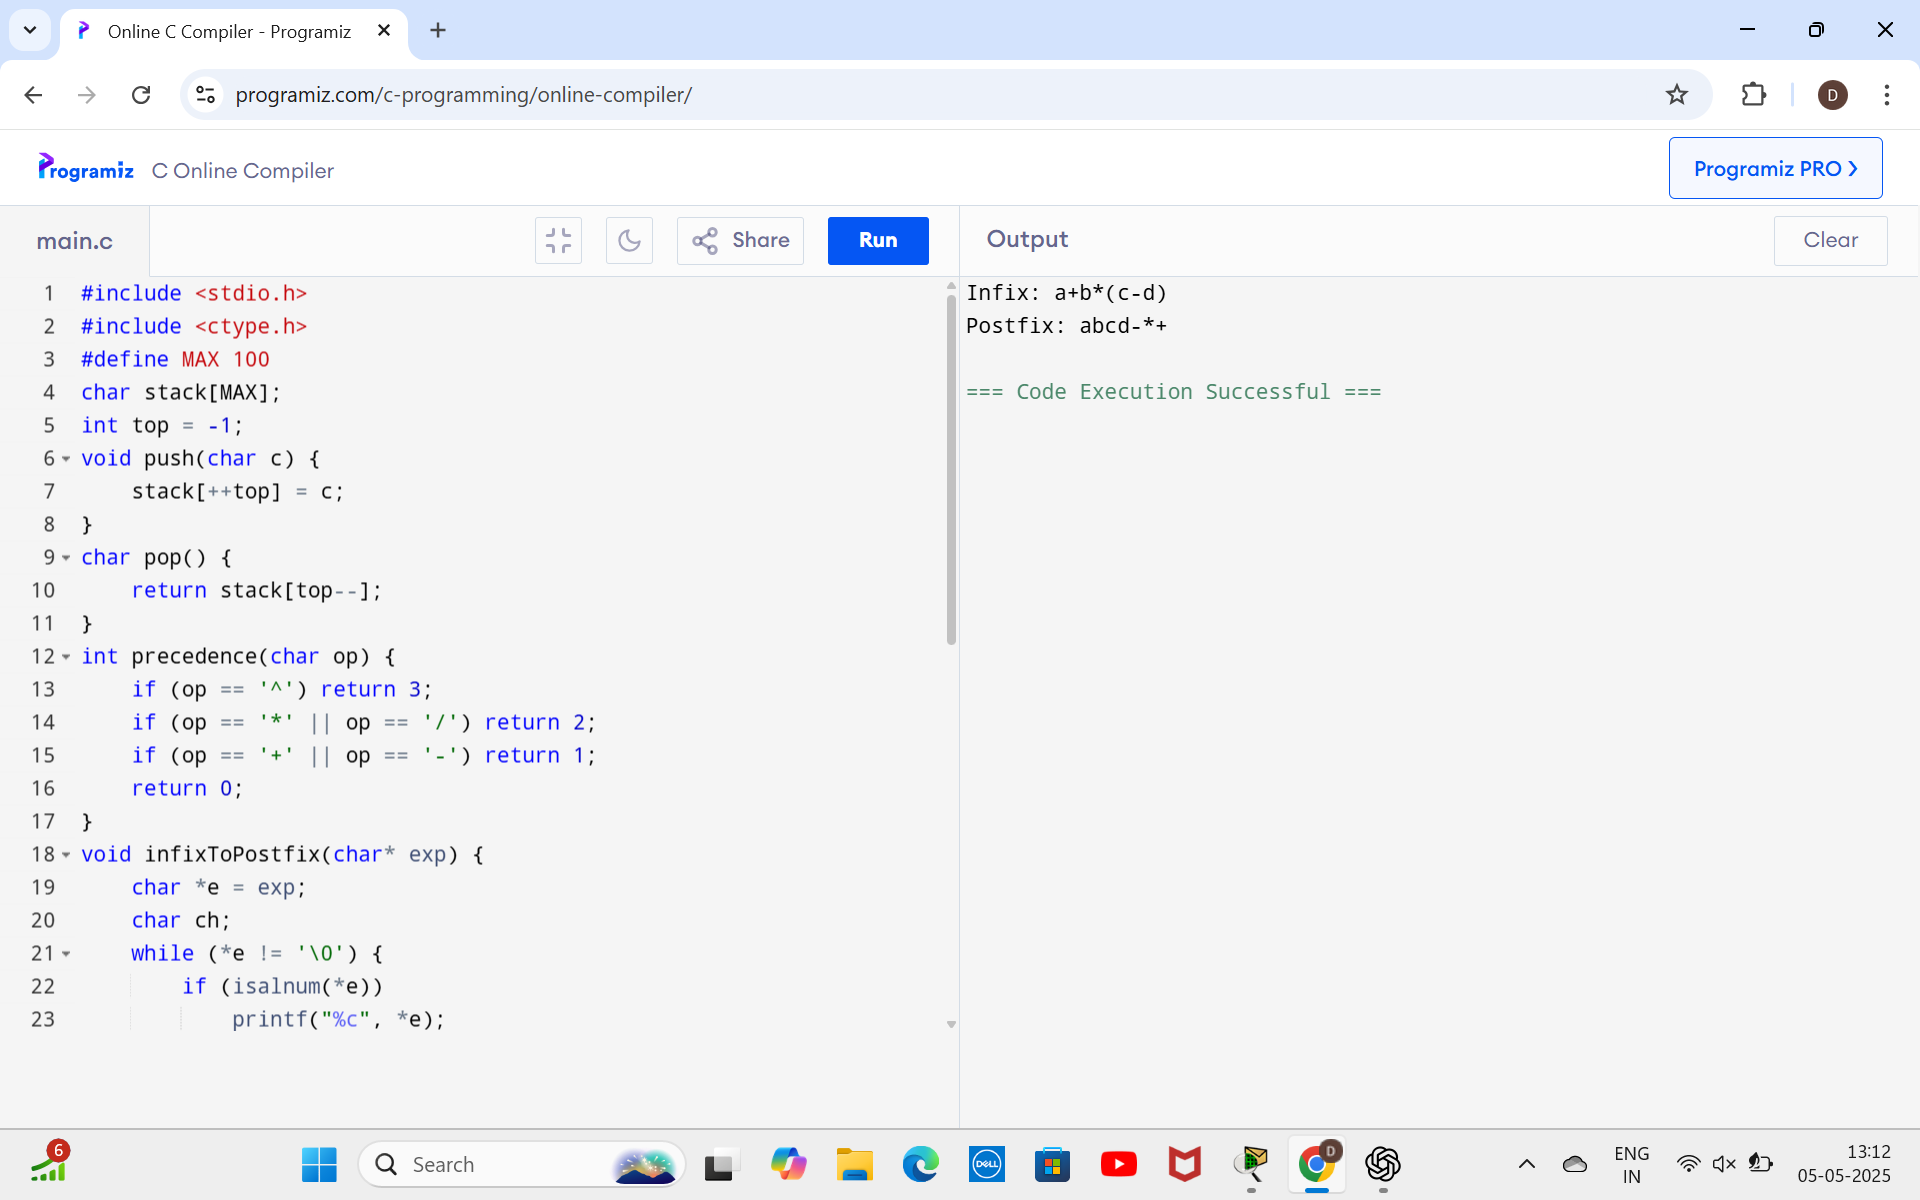 Online C Compiler - Programiz
programiz.com/c-programming/online-compiler/
D
Programiz
C Online Compiler
Programiz PRO
main.c
Share
Run
Output
Clear
1 #include <stdio.h>
2 #include <ctype.h>
3 #define MAX 100
4 char stack[MAX];
5 int top = -1;
6 void push(char c) {
7     stack[++top] = c;
8 }
9 char pop() {
10     return stack[top--];
11 }
12 int precedence(char op) {
13     if (op == '^') return 3;
14     if (op == '*' || op == '/') return 2;
15     if (op == '+' || op == '-') return 1;
16     return 0;
17 }
18 void infixToPostfix(char* exp) {
19     char *e = exp;
20     char ch;
21     while (*e != '\0') {
22         if (isalnum(*e))
23             printf("%c", *e);
Infix: a+b*(c-d)
Postfix: abcd-*+
=== Code Execution Successful ===
6
Search
DELL
D
ENG
IN
13:12
05-05-2025